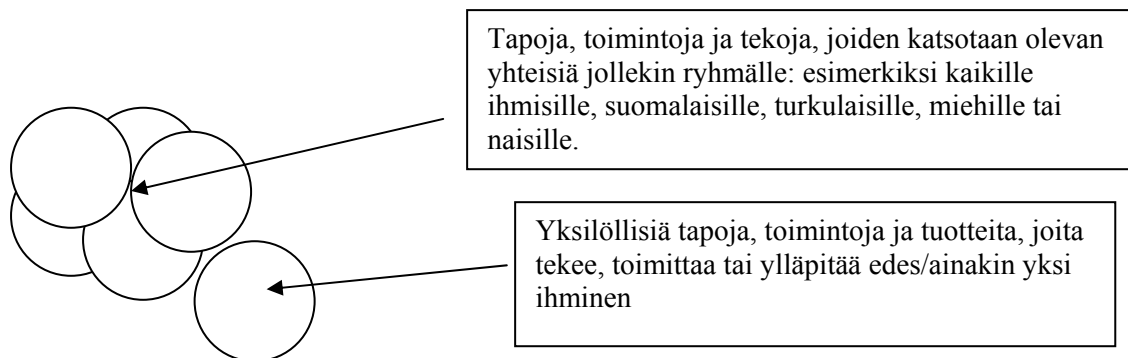 Tapoja, toimintoja ja tekoja, joiden katsotaan olevan
yhteisiä jollekin ryhmälle: esimerkiksi kaikille
ihmisille, suomalaisille, turkulaisille, miehille tai
naisille.
Yksilöllisiä tapoja, toimintoja ja tuotteita, joita
tekee, toimittaa tai ylläpitää edes/ainakin yksi
ihminen